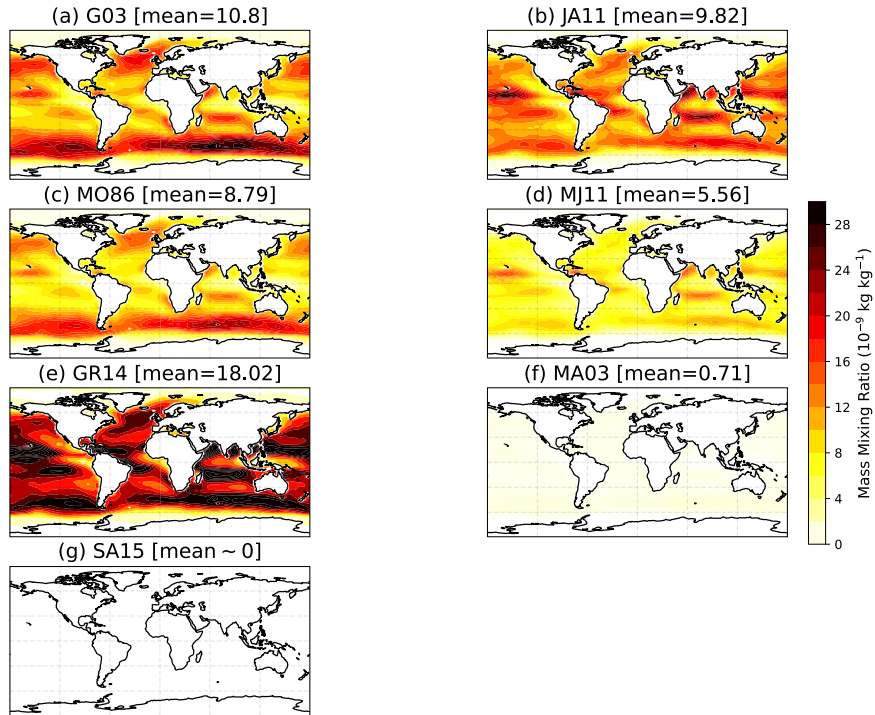 (a) G03 [mean=10.8]
(b) JA11 [mean=9.82]
(c) MO86 [mean=8.79]
(d) MJ11 [mean=5.56]
(e) GR14 [mean=18.02]
(f) MA03 [mean=0.71]
(g) SA15 [mean ~ 0]
28
24
20
16
12
8
4
0
Mass Mixing Ratio (10⁻⁹ kg kg⁻¹)